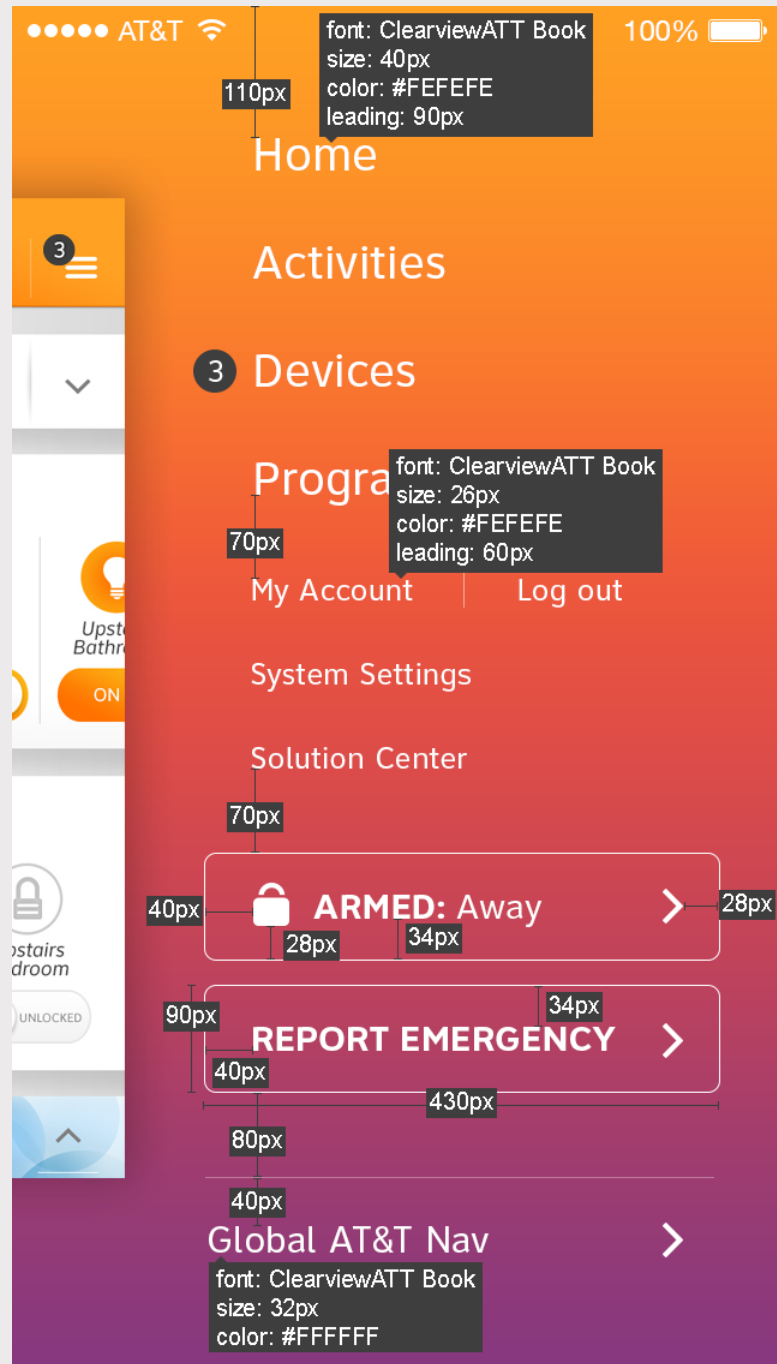 AT&T
100%
font: ClearviewATT Book
size: 40px
color: #FEFEFE
leading: 90px
110px
Home
3
Activities
3
Devices
Progra
font: ClearviewATT Book
size: 26px
color: #FEFEFE
leading: 60px
70px
My Account
Log out
Upst
Bathr
ON
System Settings
Solution Center
70px
40px
ARMED: Away
28px
28px
34px
stairs
droom
UNLOCKED
90px
34px
REPORT EMERGENCY
40px
430px
80px
40px
Global AT&T Nav
font: ClearviewATT Book
size: 32px
color: #FFFFFF